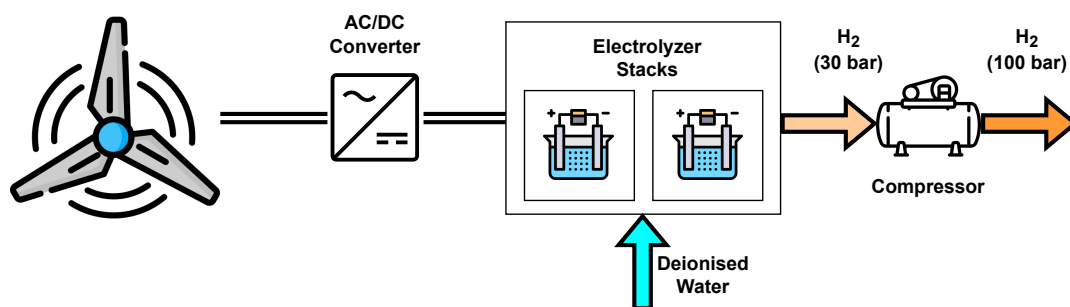 AC/DC
Converter
Electrolyzer
Stacks
+ −
+ −
H₂
(30 bar)
H₂
(100 bar)
Compressor
Deionised
Water